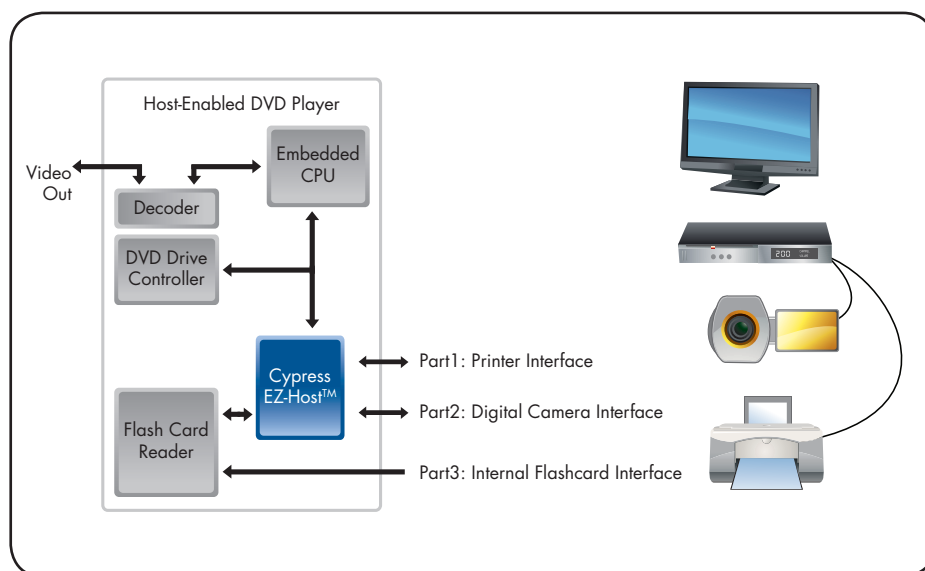 Host-Enabled DVD Player
Embedded
CPU
Video
Out
Decoder
DVD Drive
Controller
Cypress
EZ-Host™
Part1: Printer Interface
Part2: Digital Camera Interface
Flash Card
Reader
Part3: Internal Flashcard Interface
200